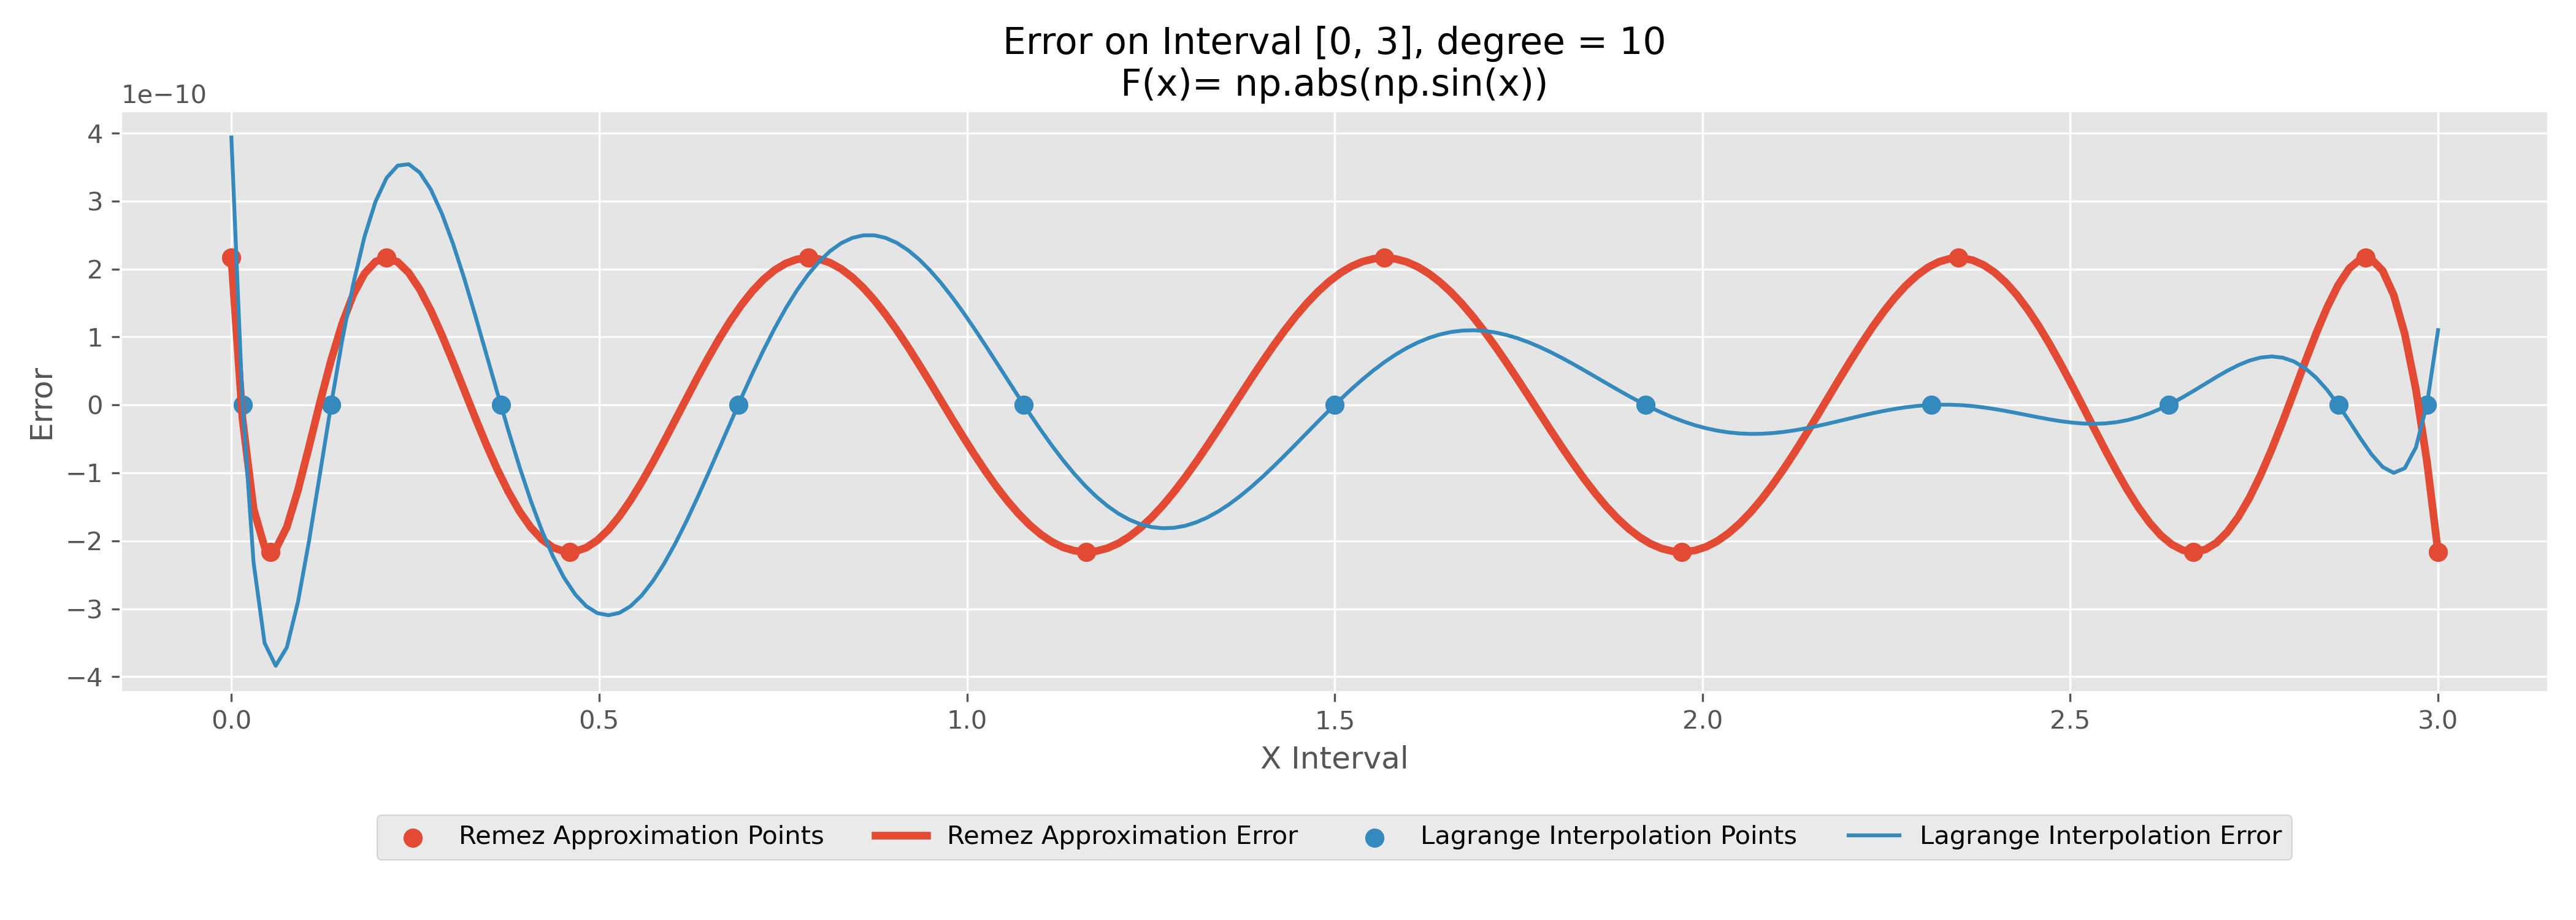 Error on Interval [0, 3], degree = 10
F(x)= np.abs(np.sin(x))
1e−10
4
3
2
1
0
−1
−2
−3
−4
Error
0.0 0.5 1.0 1.5 2.0 2.5 3.0
X Interval
Remez Approximation Points Remez Approximation Error Lagrange Interpolation Points Lagrange Interpolation Error